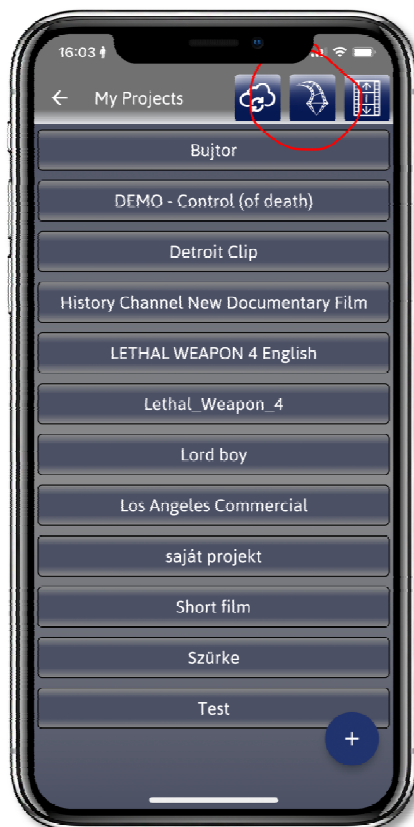 16:03
My Projects
Bujtor
DEMO - Control (of death)
Detroit Clip
History Channel New Documentary Film
LETHAL WEAPON 4 English
Lethal_Weapon_4
Lord boy
Los Angeles Commercial
saját projekt
Short film
Szürke
Test
+